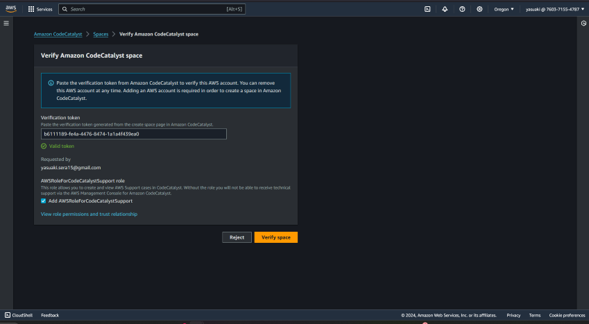 aws
Services
Search
[Alt+S]
Oregon
yasuaki @ 7603-7155-4787
Amazon CodeCatalyst
Spaces
Verify Amazon CodeCatalyst space
Verify Amazon CodeCatalyst space
Paste the verification token from Amazon CodeCatalyst to verify this AWS account. You can remove
this AWS account at any time. Adding an AWS account is required in order to create a space in Amazon
CodeCatalyst.
Verification token
Paste the verification token generated from the create space page in Amazon CodeCatalyst
b6111189-fe4a-4476-8474-1a1a4f439ea0
Valid token
Requested by
yasuaki.sera15@gmail.com
AWSRoleForCodeCatalystSupport role
This role allows you to create and view AWS Support cases in CodeCatalyst. Without the role you will not be able to receive technical
support via the AWS Management Console for Amazon CodeCatalyst.
Add AWSRoleForCodeCatalystSupport
View role permissions and trust relationship
Reject
Verify space
CloudShell
Feedback
© 2024, Amazon Web Services, Inc. or its affiliates.
Privacy
Terms
Cookie preferences